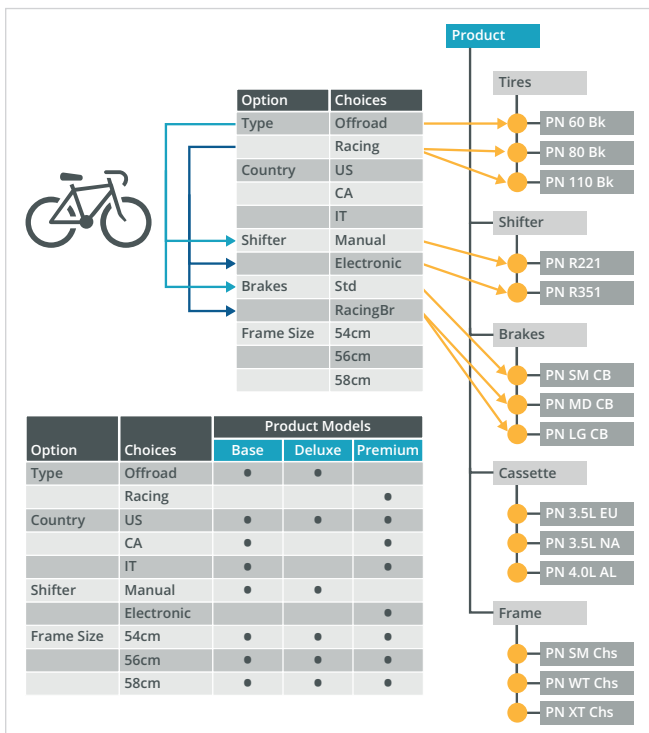 Product
Tires
PN 60 Bk
PN 80 Bk
PN 110 Bk
Shifter
PN R221
PN R351
Brakes
PN SM CB
PN MD CB
PN LG CB
Cassette
PN 3.5L EU
PN 3.5L NA
PN 4.0L AL
Frame
PN SM Chs
PN WT Chs
PN XT Chs
Option Choices
Type Offroad
Racing
Country US
CA
IT
Shifter Manual
Electronic
Brakes Std
RacingBr
Frame Size 54cm
56cm
58cm
Product Models
Option Choices Base Deluxe Premium
Type Offroad • •
Racing •
Country US • • •
CA • •
IT • •
Shifter Manual • •
Electronic •
Frame Size 54cm • • •
56cm • • •
58cm • • •